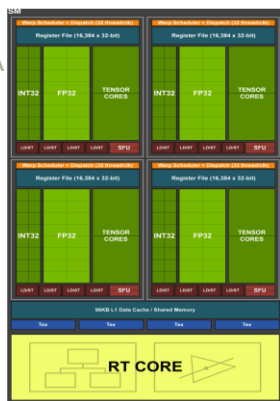 SM
Warp Scheduler + Dispatch (32 thread/clk) Warp Scheduler + Dispatch (32 thread/clk)
Register File (16,384 x 32-bit) Register File (16,384 x 32-bit)
INT32 FP32 TENSOR CORES INT32 FP32 TENSOR CORES
LD/ST LD/ST LD/ST LD/ST SFU LD/ST LD/ST LD/ST LD/ST SFU
Warp Scheduler + Dispatch (32 thread/clk) Warp Scheduler + Dispatch (32 thread/clk)
Register File (16,384 x 32-bit) Register File (16,384 x 32-bit)
INT32 FP32 TENSOR CORES INT32 FP32 TENSOR CORES
LD/ST LD/ST LD/ST LD/ST SFU LD/ST LD/ST LD/ST LD/ST SFU
96KB L1 Data Cache / Shared Memory
Tex Tex Tex Tex
RT CORE